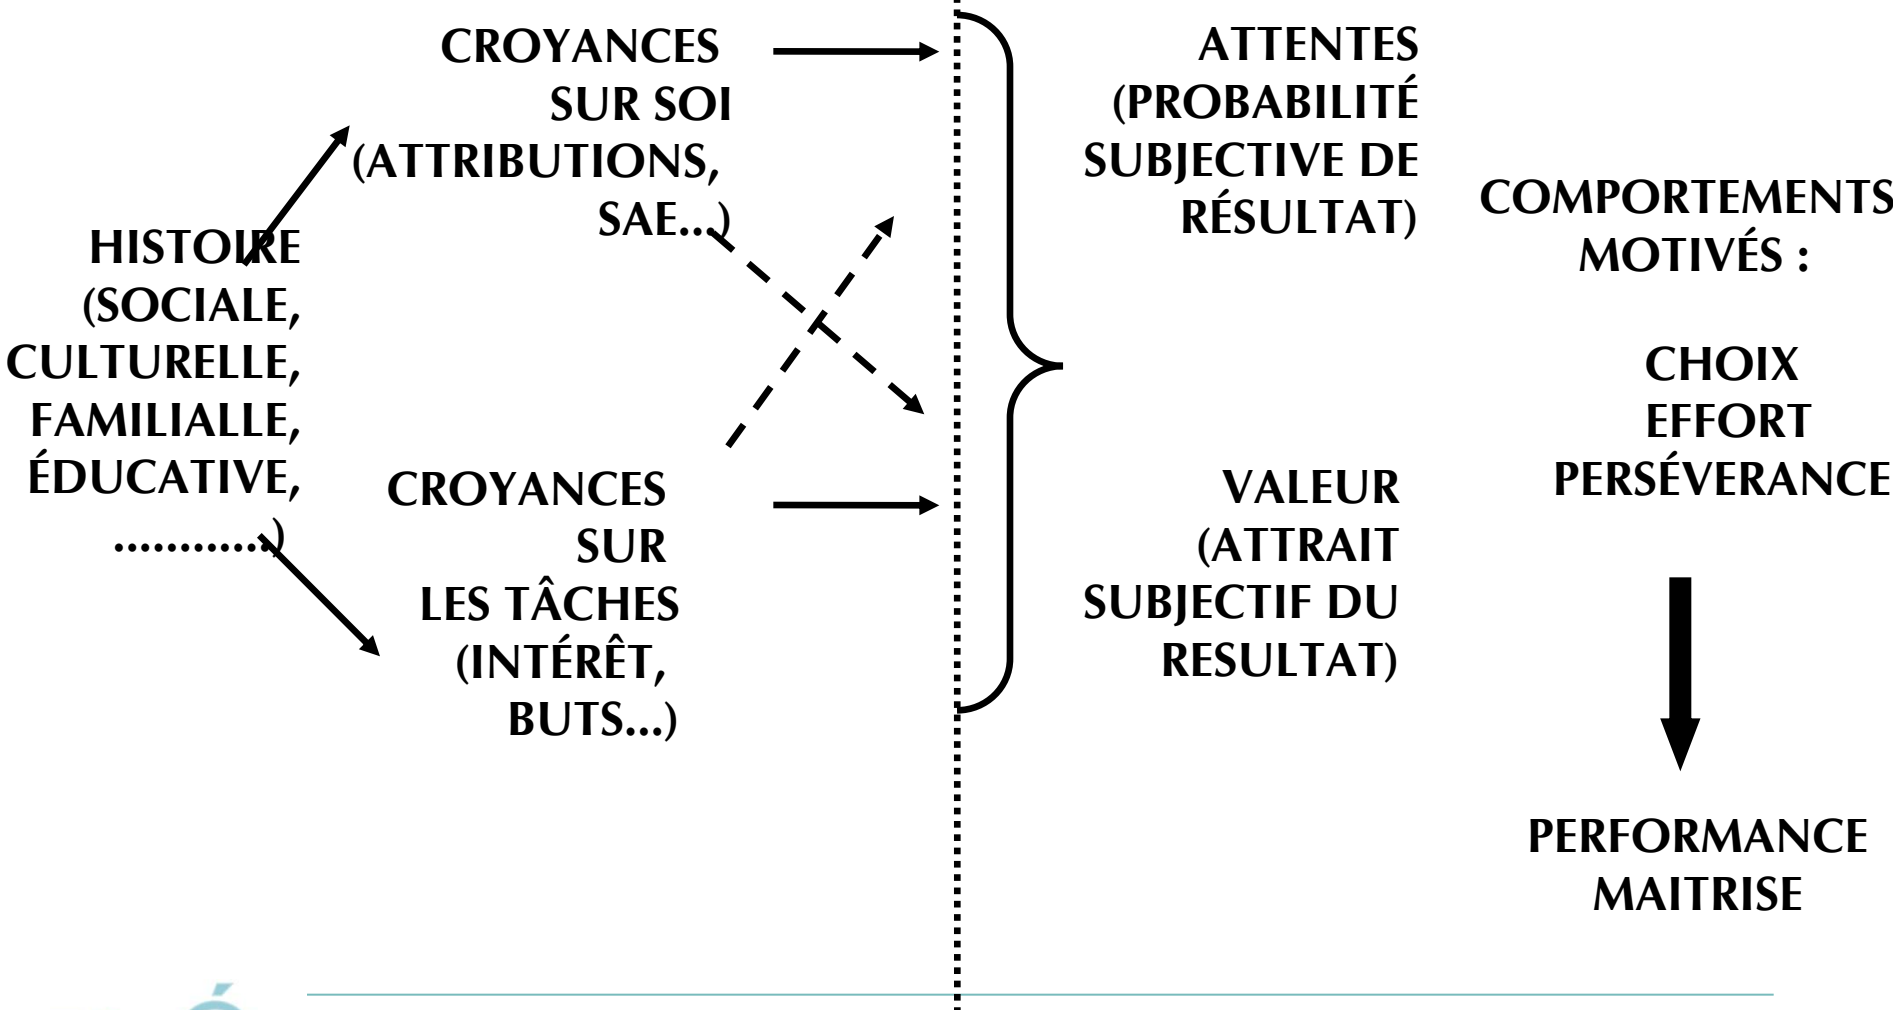 CROYANCES
SUR SOI
(ATTRIBUTIONS,
SAE...)
HISTOIRE
(SOCIALE,
CULTURELLE,
FAMILIALLE,
ÉDUCATIVE,
............)
CROYANCES
SUR
LES TÂCHES
(INTÉRÊT,
BUTS...)
ATTENTES
(PROBABILITÉ
SUBJECTIVE DE
RÉSULTAT)
VALEUR
(ATTRAIT
SUBJECTIF DU
RESULTAT)
COMPORTEMENTS
MOTIVÉS :
CHOIX
EFFORT
PERSÉVERANCE
PERFORMANCE
MAITRISE